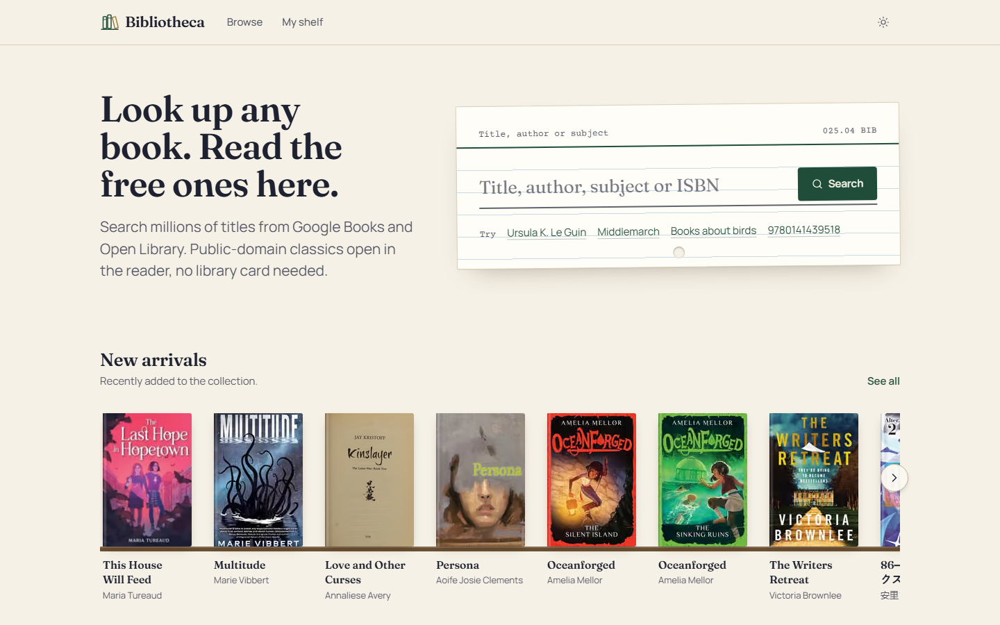 Bibliotheca
Browse
My shelf
Look up any
book. Read the
free ones here.
Search millions of titles from Google Books and
Open Library. Public-domain classics open in
the reader, no library card needed.
Title, author or subject
025.04 BIB
Title, author, subject or ISBN
Search
Try
Ursula K. Le Guin
Middlemarch
Books about birds
9780141439518
New arrivals
Recently added to the collection.
See all
The
Last Hope
in Hopetown
MARIA TUREAUD
MULTITUDE
MARIE VIBBERT
JAY KRISTOFF
Kinslayer
The Lotus War: Book Two
Persona
AMELIA MELLOR
OCEANFORGED
THE
SILENT ISLAND
AMELIA MELLOR
OCEANFORGED
THE
SINKING RUINS
THE
WRITERS
RETREAT
THEY'RE DYING
TO BECOME
BESTSELLERS
VICTORIA
BROWNLEE
Alter.
2
This House
Will Feed
Maria Tureaud
Multitude
Marie Vibbert
Love and Other
Curses
Annaliese Avery
Persona
Aoife Josie Clements
Oceanforged
Amelia Mellor
Oceanforged
Amelia Mellor
The Writers
Retreat
Victoria Brownlee
86—
クス
安里